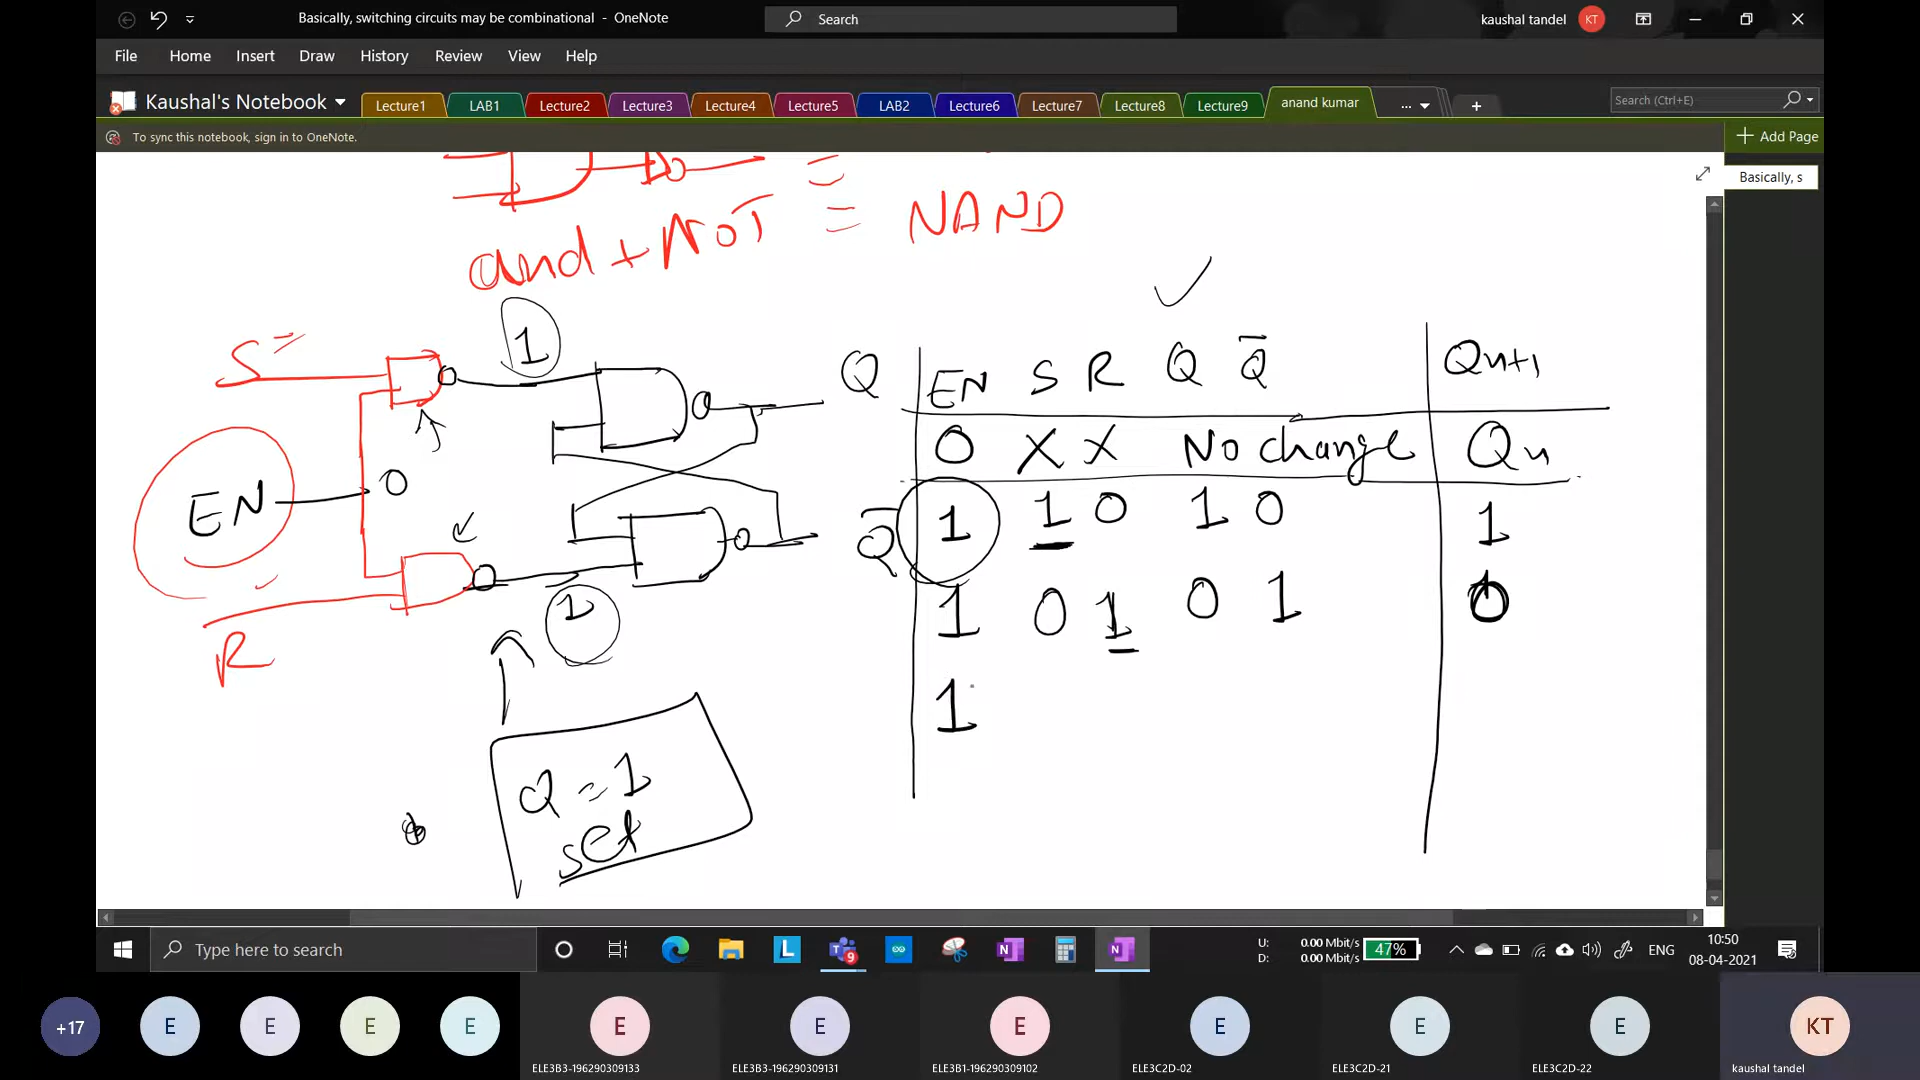 Basically, switching circuits may be combinational - OneNote
Search
kaushal tandel
KT
File Home Insert Draw History Review View Help
Kaushal's Notebook
Lecture1 LAB1 Lecture2 Lecture3 Lecture4 Lecture5 LAB2 Lecture6 Lecture7 Lecture8 Lecture9 anand kumar ... +
Search (Ctrl+E)
To sync this notebook, sign in to OneNote.
Add Page
Basically, s
and + NOT = NAND
S
1
Q
EN
0
Q̄
1
R
Q = 1
set
EN S R Q Q̄ Qn+1
0 X X No change Qn
1 1 0 1 0 1
1 0 1 0 1 0
1
Type here to search
9
U: 0.00 Mbit/s
D: 0.00 Mbit/s
47%
ENG
10:50
08-04-2021
+17
E E E E E E E E E E KT
ELE3B3-196290309133
ELE3B3-196290309131
ELE3B1-196290309102
ELE3C2D-02
ELE3C2D-21
ELE3C2D-22
kaushal tandel